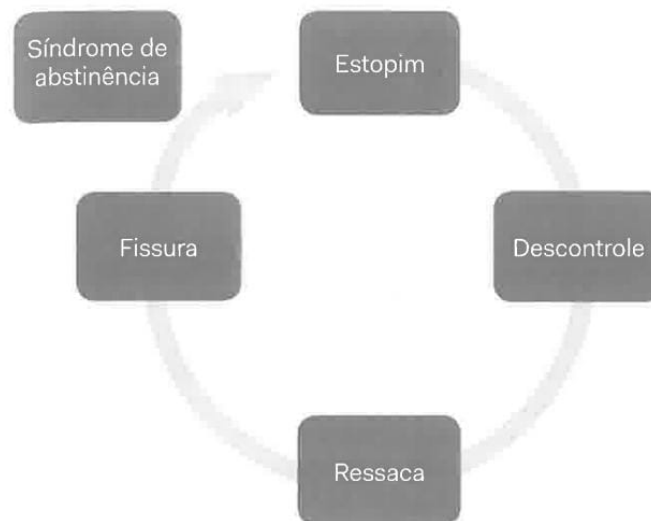 Síndrome de
abstinência
Estopim
Fissura
Descontrole
Ressaca